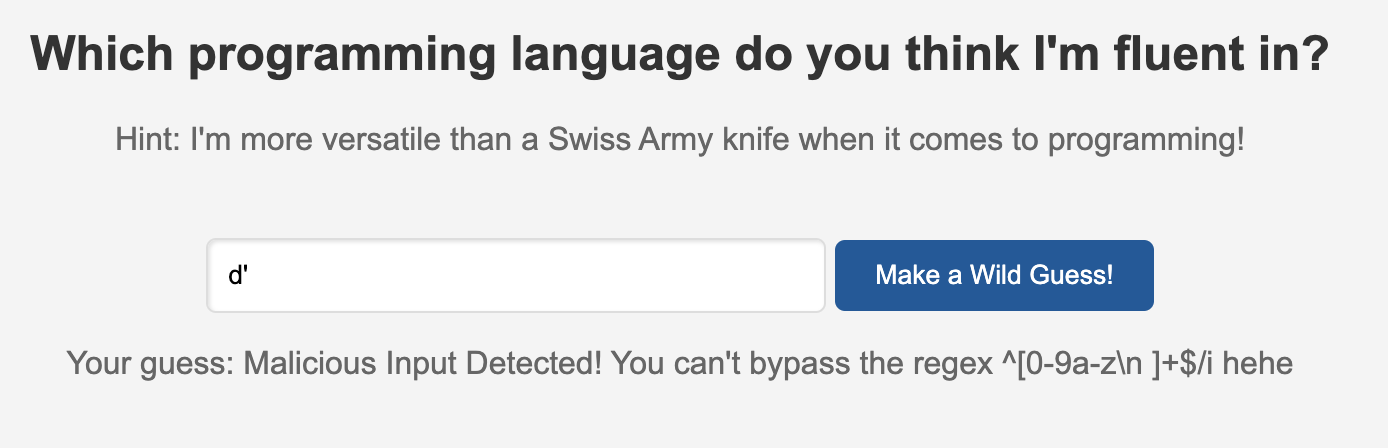 Which programming language do you think I'm fluent in?
Hint: I'm more versatile than a Swiss Army knife when it comes to programming!
d'
Make a Wild Guess!
Your guess: Malicious Input Detected! You can't bypass the regex ^[0-9a-z\n ]+$/i hehe